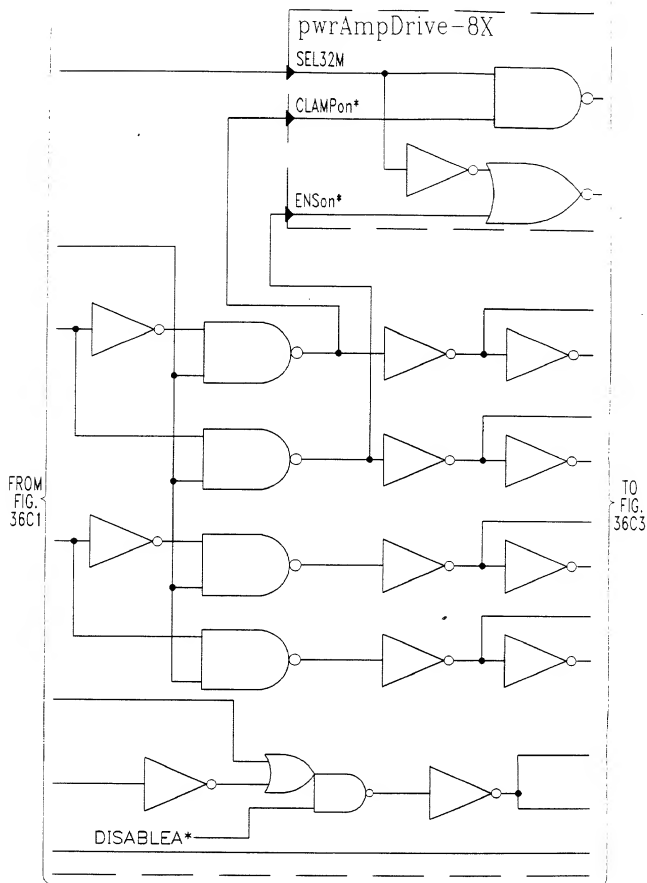 pwrAmpDrive-8X
SEL32M
CLAMPon*
ENSon*
FROM
FIG.
36C1
TO
FIG.
36C3
DISABLEA*